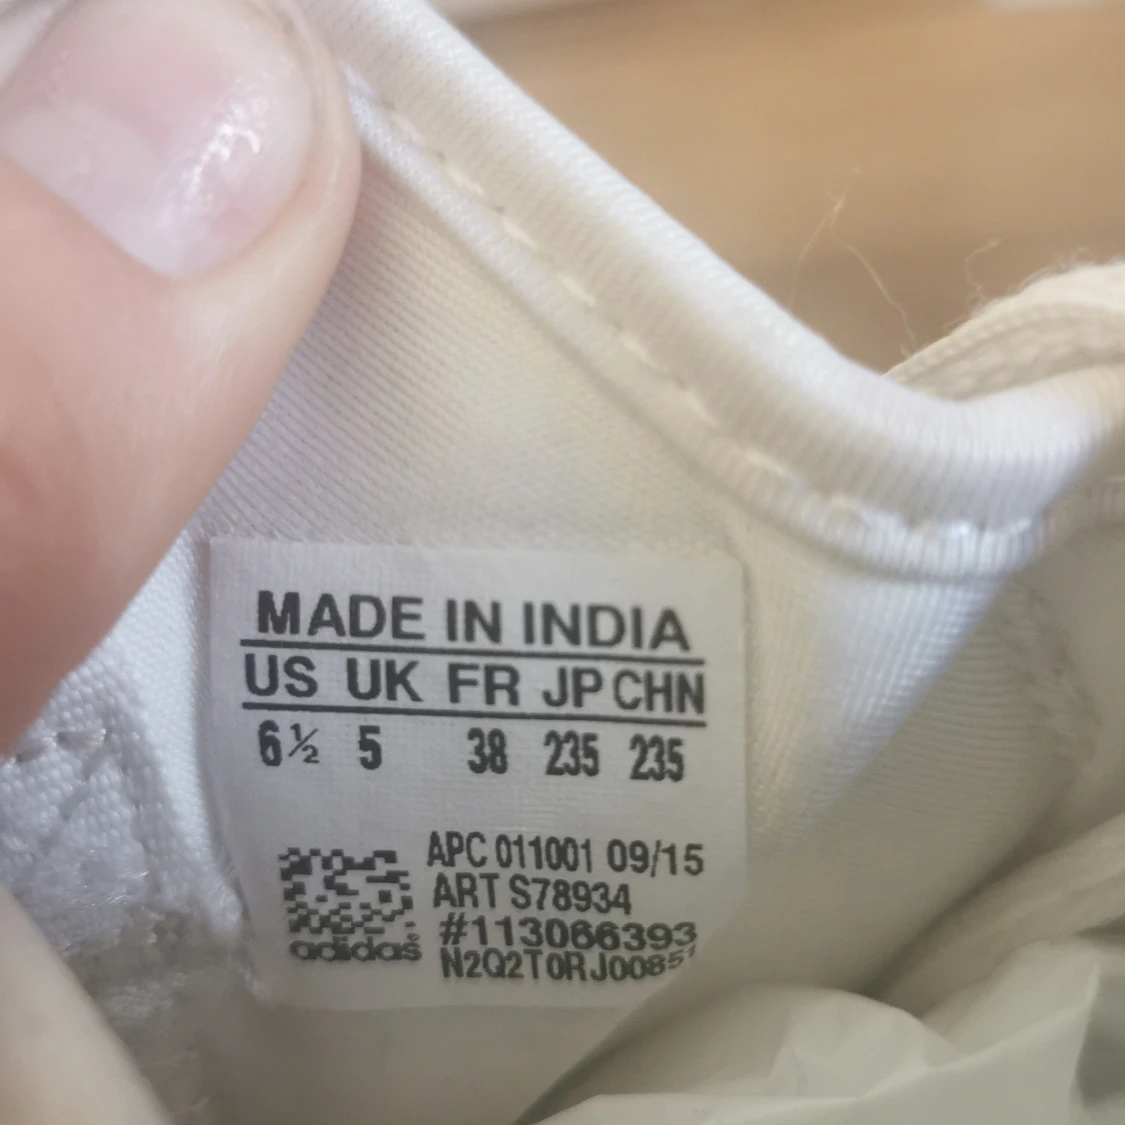 MADE IN INDIA
US UK FR JP CHN
6½ 5 38 235 235
APC 011001 09/15
ART S78934
#113066393
adidas
N2Q2T0RJ0085